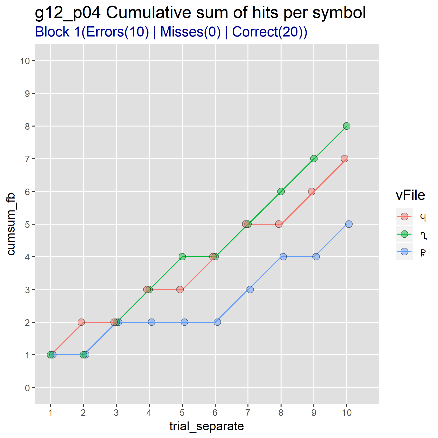 g12_p04 Cumulative sum of hits per symbol
Block 1(Errors(10) | Misses(0) | Correct(20))
10
9
8
7
6
5
4
3
2
1
0
cumsum_fb
1 2 3 4 5 6 7 8 9 10
trial_separate
vFile